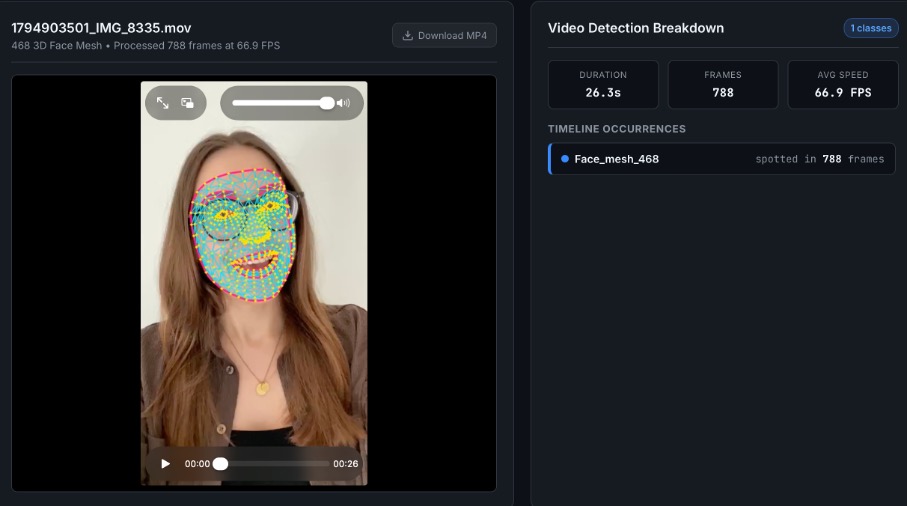 1794903501_IMG_8335.mov
468 3D Face Mesh • Processed 788 frames at 66.9 FPS
Download MP4
00:00
00:26
Video Detection Breakdown
1 classes
DURATION
26.3s
FRAMES
788
AVG SPEED
66.9 FPS
TIMELINE OCCURRENCES
Face_mesh_468
spotted in 788 frames